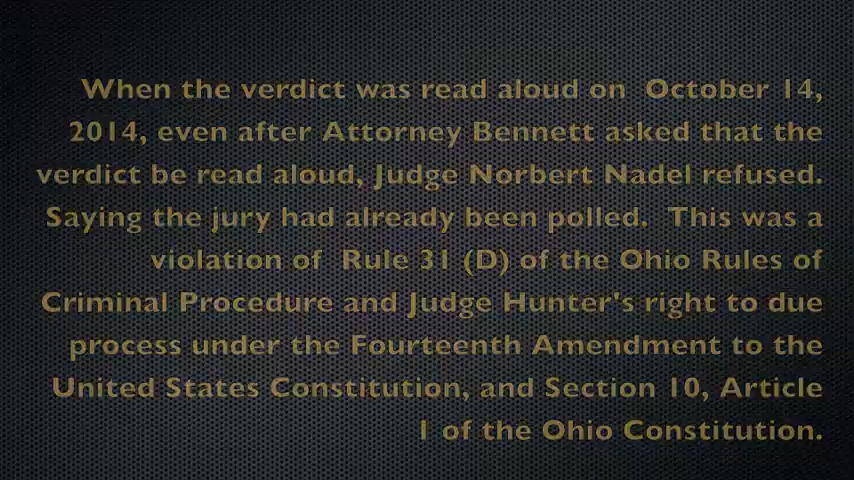 When the verdict was read aloud on October 14,
2014, even after Attorney Bennett asked that the
verdict be read aloud, Judge Norbert Nadel refused.
Saying the jury had already been polled. This was a
violation of Rule 31 (D) of the Ohio Rules of
Criminal Procedure and Judge Hunter's right to due
process under the Fourteenth Amendment to the
United States Constitution, and Section 10, Article
1 of the Ohio Constitution.